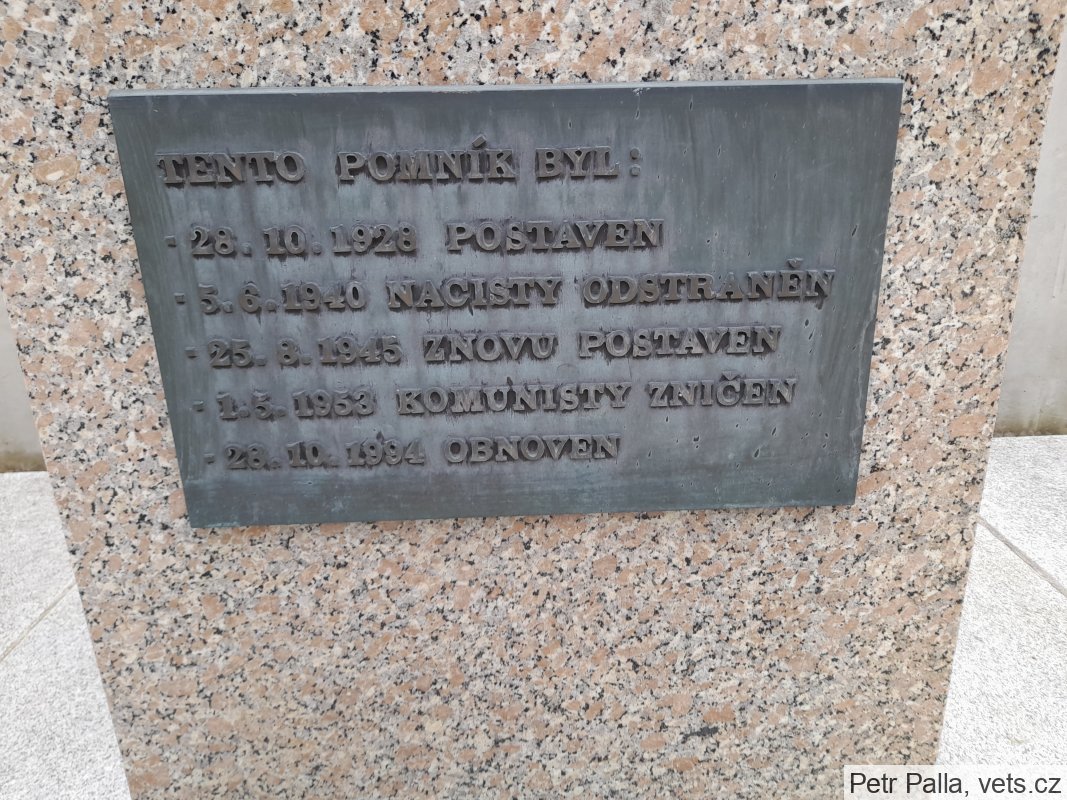 TENTO POMNÍK BYL:
- 28. 10. 1928 POSTAVEN
- 5. 6. 1940 NACISTY ODSTRANĚN
- 25. 8. 1945 ZNOVU POSTAVEN
- 1. 5. 1953 KOMUNISTY ZNIČEN
- 28. 10. 1994 OBNOVEN
Petr Palla, vets.cz